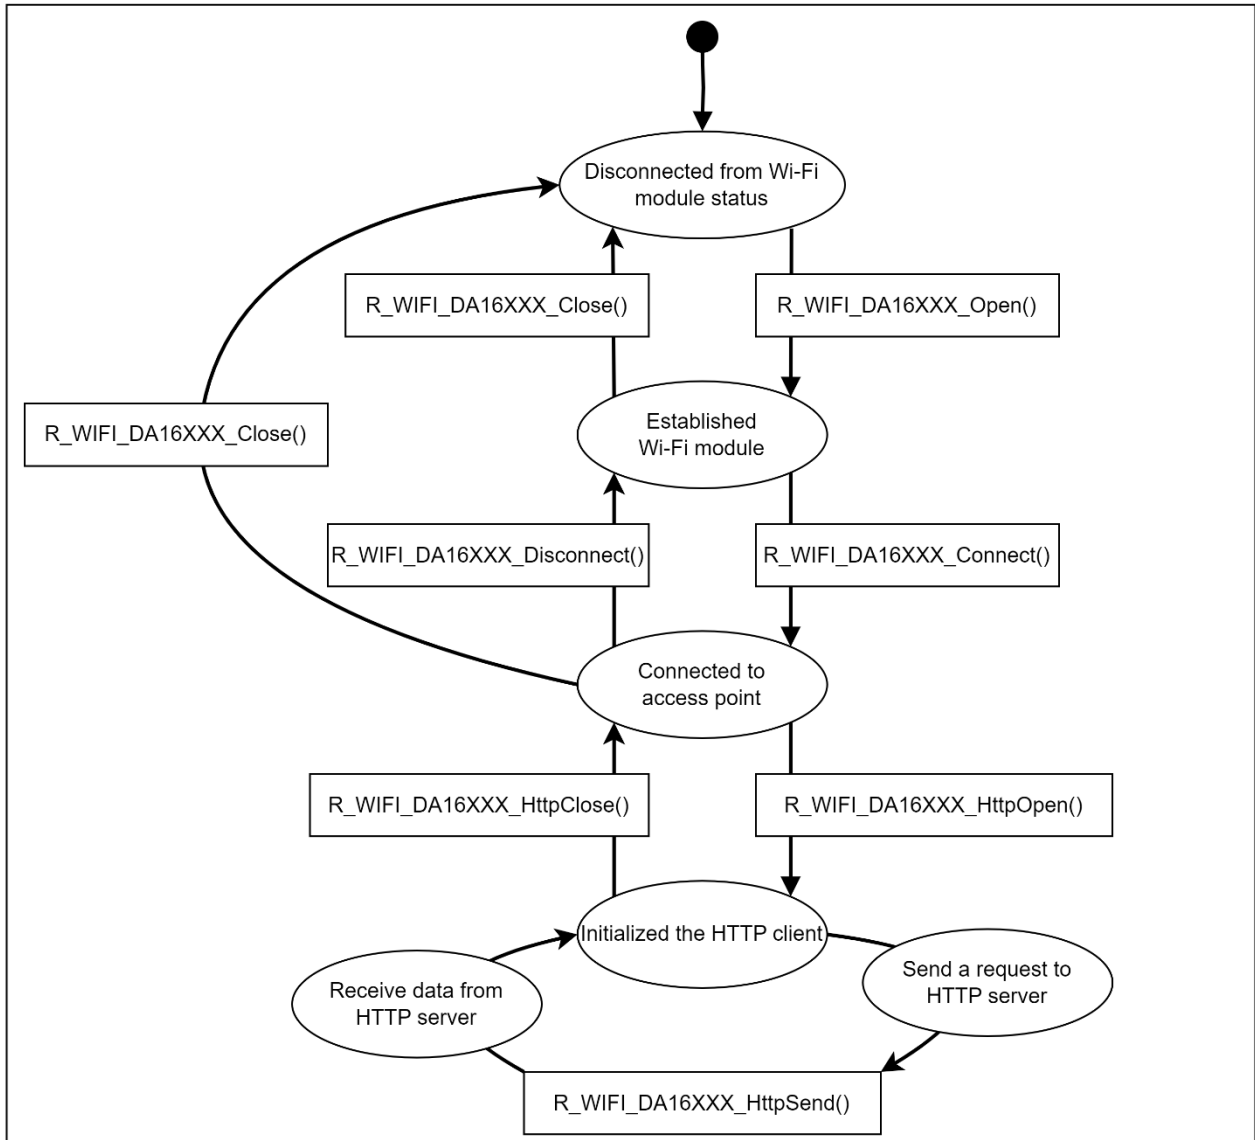 Disconnected from Wi-Fi
module status
R_WIFI_DA16XXX_Close()
R_WIFI_DA16XXX_Open()
R_WIFI_DA16XXX_Close()
Established
Wi-Fi module
R_WIFI_DA16XXX_Disconnect()
R_WIFI_DA16XXX_Connect()
Connected to
access point
R_WIFI_DA16XXX_HttpClose()
R_WIFI_DA16XXX_HttpOpen()
Initialized the HTTP client
Send a request to
HTTP server
Receive data from
HTTP server
R_WIFI_DA16XXX_HttpSend()